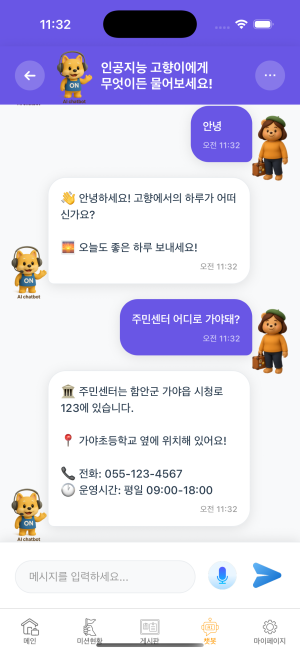 11:32
인공지능 고향이에게
무엇이든 물어보세요!
ON
AI chatbot
안녕
오전 11:32
👋 안녕하세요! 고향에서의 하루가 어떠
신가요?
🌅 오늘도 좋은 하루 보내세요!
오전 11:32
ON
AI chatbot
주민센터 어디로 가야돼?
오전 11:32
🏛️ 주민센터는 함안군 가야읍 시청로
123에 있습니다.
📍 가야초등학교 옆에 위치해 있어요!
📞 전화: 055-123-4567
🕐 운영시간: 평일 09:00-18:00
오전 11:32
ON
AI chatbot
메시지를 입력하세요...
메인 미션현황 게시판 챗봇 마이페이지